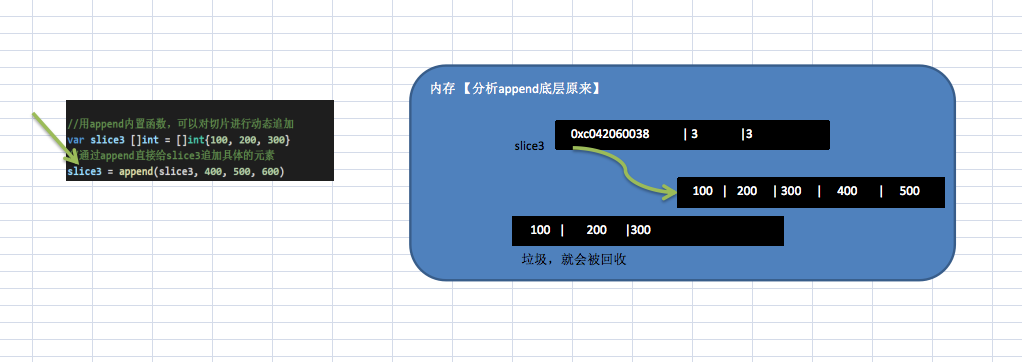 //用append内置函数，可以对切片进行动态追加
var slice3 []int = []int{100, 200, 300}
通过append直接给slice3追加具体的元素
slice3 = append(slice3, 400, 500, 600)
内存 【分析append底层原来】
0xc042060038 | 3 |3
slice3
100 | 200 | 300 | 400 | 500
100 | 200 |300
垃圾，就会被回收